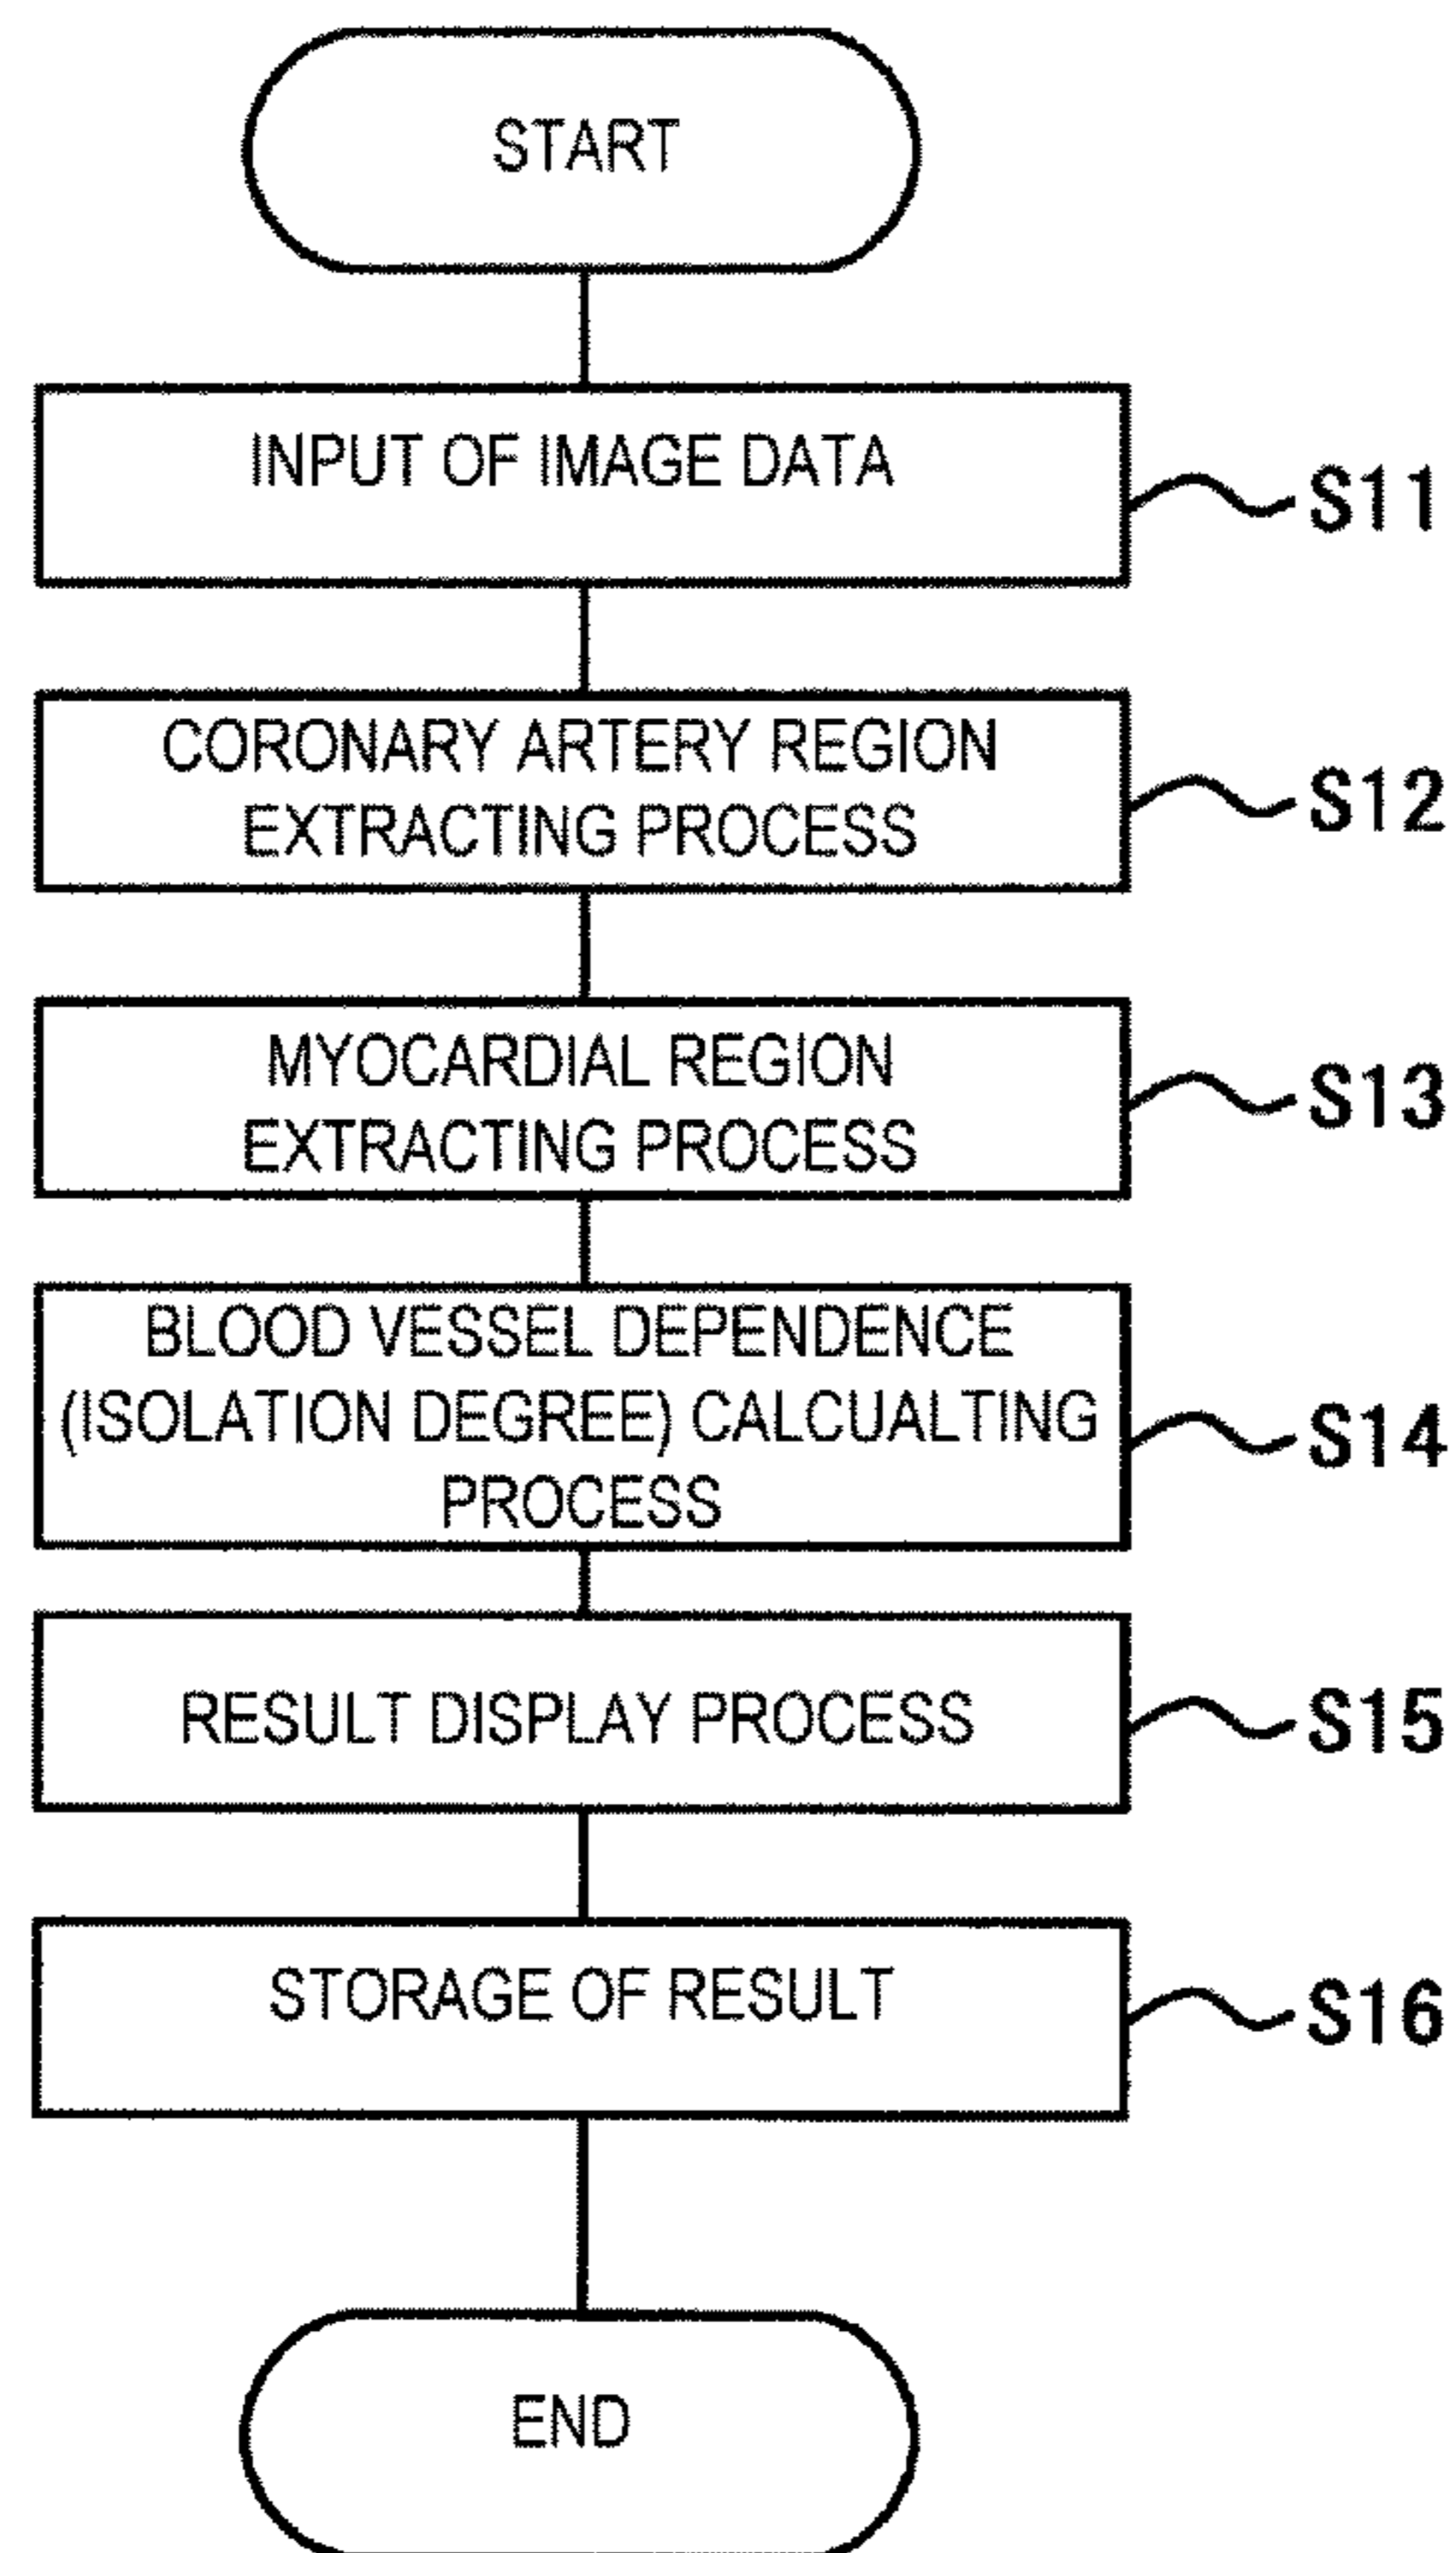 START
INPUT OF IMAGE DATA
S11
CORONARY ARTERY REGION
EXTRACTING PROCESS
S12
MYOCARDIAL REGION
EXTRACTING PROCESS
S13
BLOOD VESSEL DEPENDENCE
(ISOLATION DEGREE) CALCUALTING
PROCESS
S14
RESULT DISPLAY PROCESS
S15
STORAGE OF RESULT
S16
END